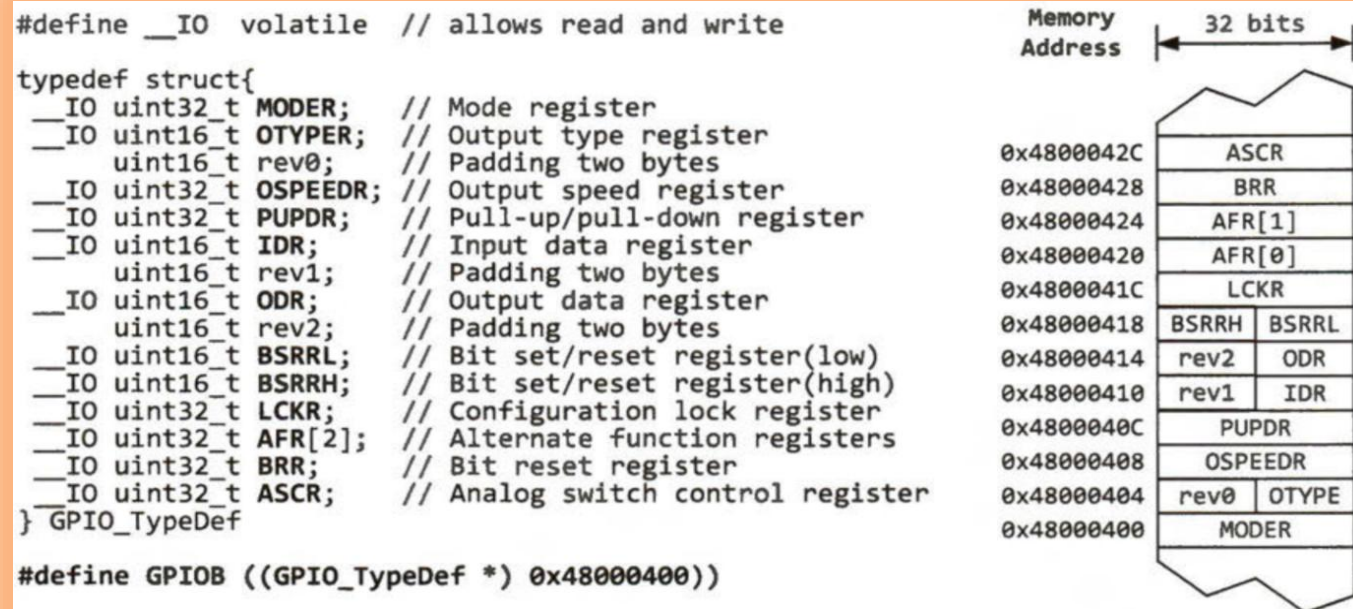 #define __IO  volatile  // allows read and write
typedef struct{
  __IO uint32_t MODER;    // Mode register
  __IO uint16_t OTYPER;   // Output type register
       uint16_t rev0;     // Padding two bytes
  __IO uint32_t OSPEEDR;  // Output speed register
  __IO uint32_t PUPDR;    // Pull-up/pull-down register
  __IO uint16_t IDR;      // Input data register
       uint16_t rev1;     // Padding two bytes
  __IO uint16_t ODR;      // Output data register
       uint16_t rev2;     // Padding two bytes
  __IO uint16_t BSRRL;    // Bit set/reset register(low)
  __IO uint16_t BSRRH;    // Bit set/reset register(high)
  __IO uint32_t LCKR;     // Configuration lock register
  __IO uint32_t AFR[2];   // Alternate function registers
  __IO uint32_t BRR;      // Bit reset register
  __IO uint32_t ASCR;     // Analog switch control register
} GPIO_TypeDef
#define GPIOB ((GPIO_TypeDef *) 0x48000400))
Memory
Address
32 bits
0x4800042C ASCR
0x48000428 BRR
0x48000424 AFR[1]
0x48000420 AFR[0]
0x4800041C LCKR
0x48000418 BSRRH BSRRL
0x48000414 rev2 ODR
0x48000410 rev1 IDR
0x4800040C PUPDR
0x48000408 OSPEEDR
0x48000404 rev0 OTYPE
0x48000400 MODER